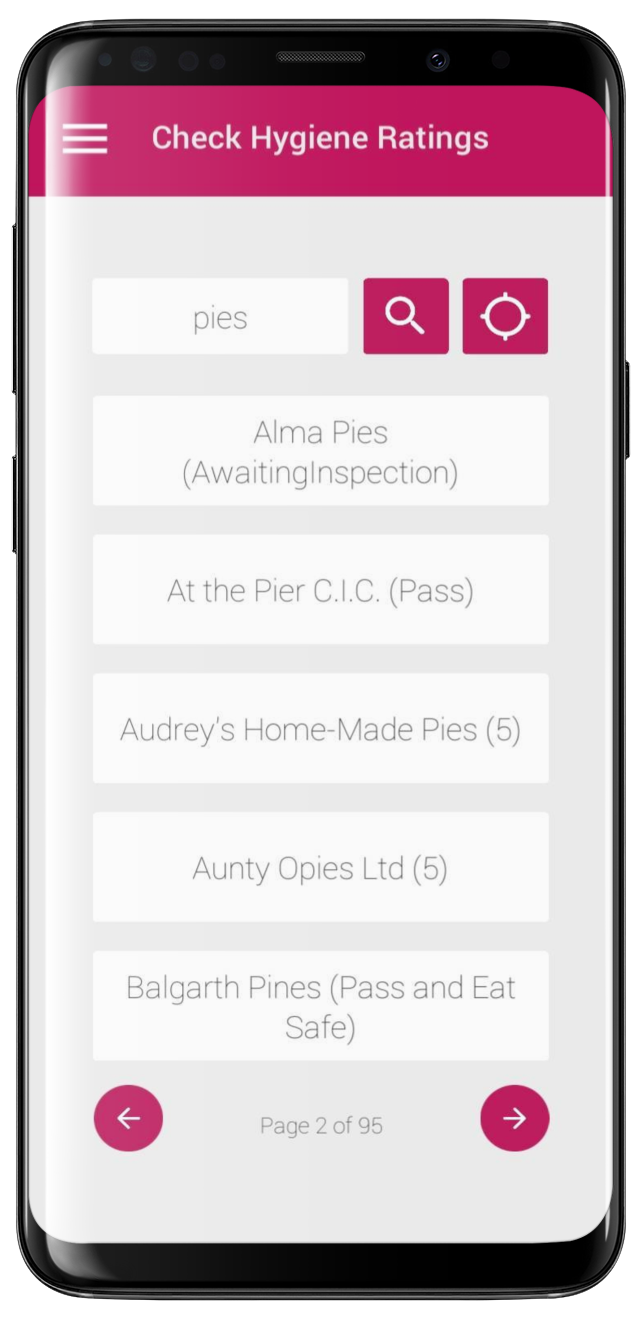 Check Hygiene Ratings
pies
Alma Pies
(AwaitingInspection)
At the Pier C.I.C. (Pass)
Audrey's Home-Made Pies (5)
Aunty Opies Ltd (5)
Balgarth Pines (Pass and Eat
Safe)
Page 2 of 95